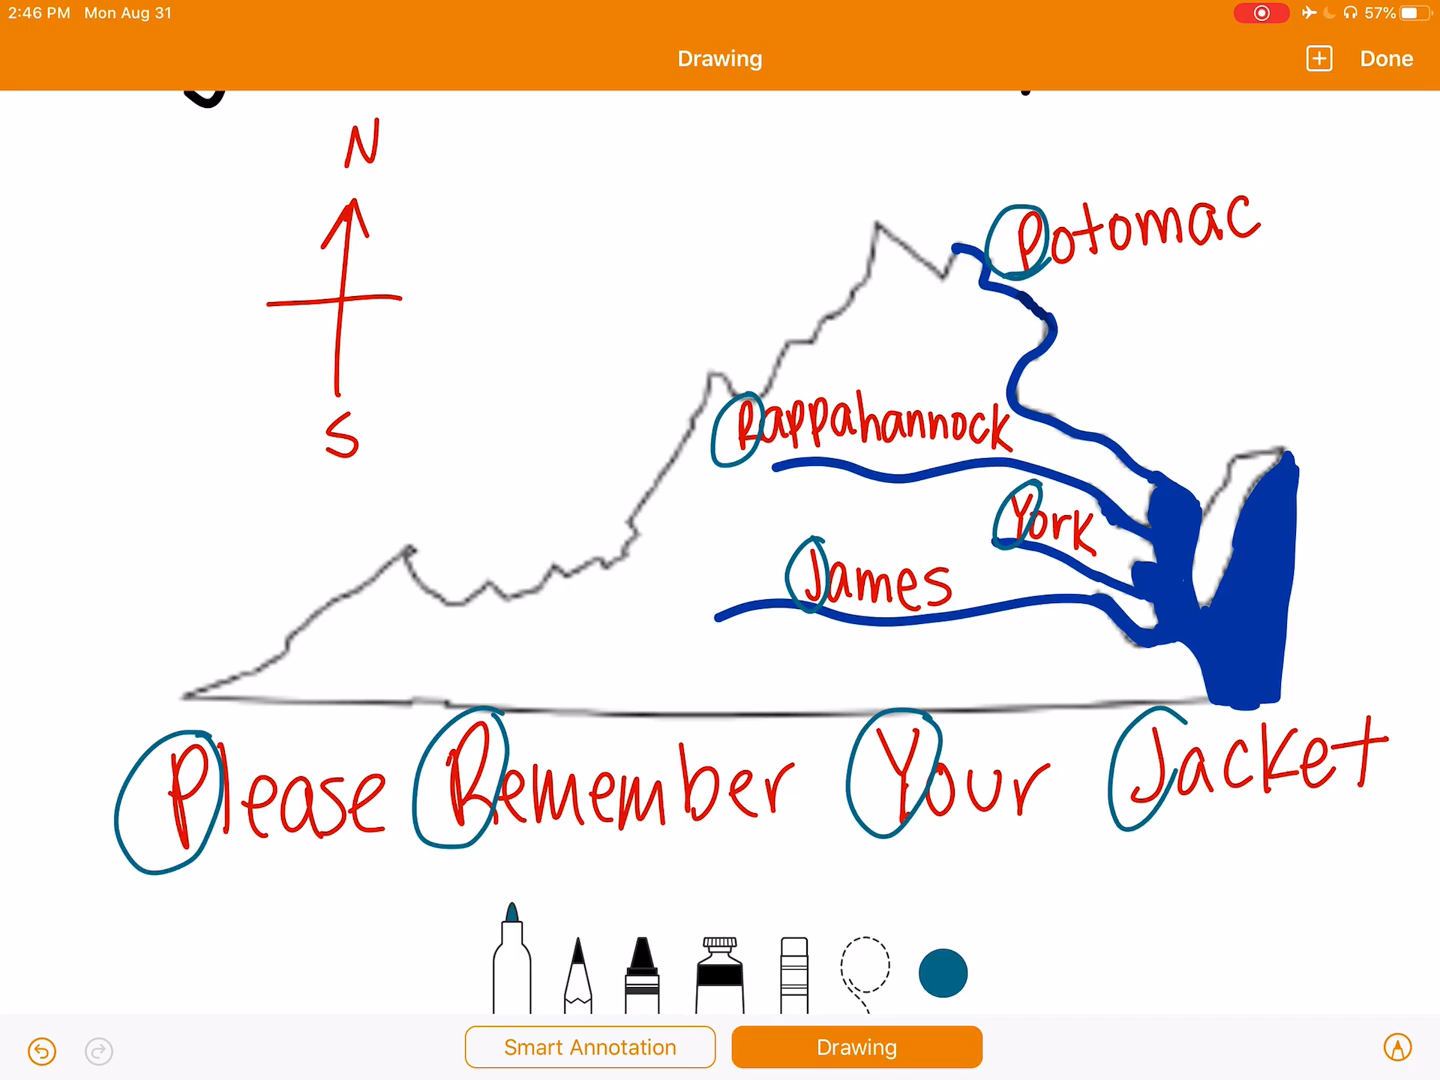 2:46 PM Mon Aug 31
57%
Drawing
Done
N
S
Potomac
Rappahannock
York
James
Please Remember Your Jacket
Smart Annotation
Drawing